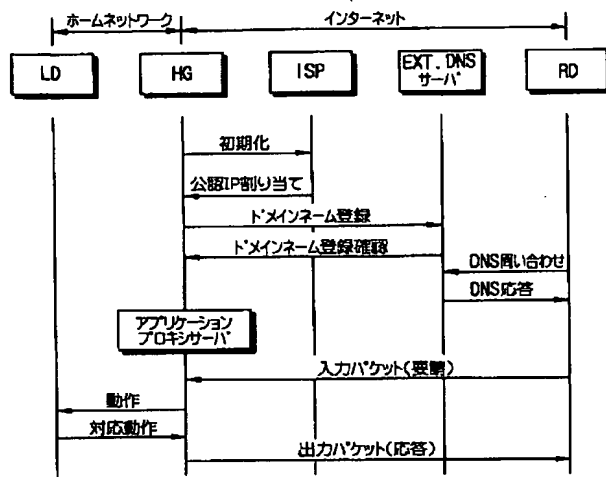 ホームネットワーク
インターネット
LD
HG
ISP
EXT. DNS
サーバ
RD
初期化
公認IP割り当て
ドメインネーム登録
ドメインネーム登録確認
DNS問い合わせ
DNS応答
アプリケーション
プロキシサーバ
入力パケット(要請)
動作
対応動作
出力パケット(応答)